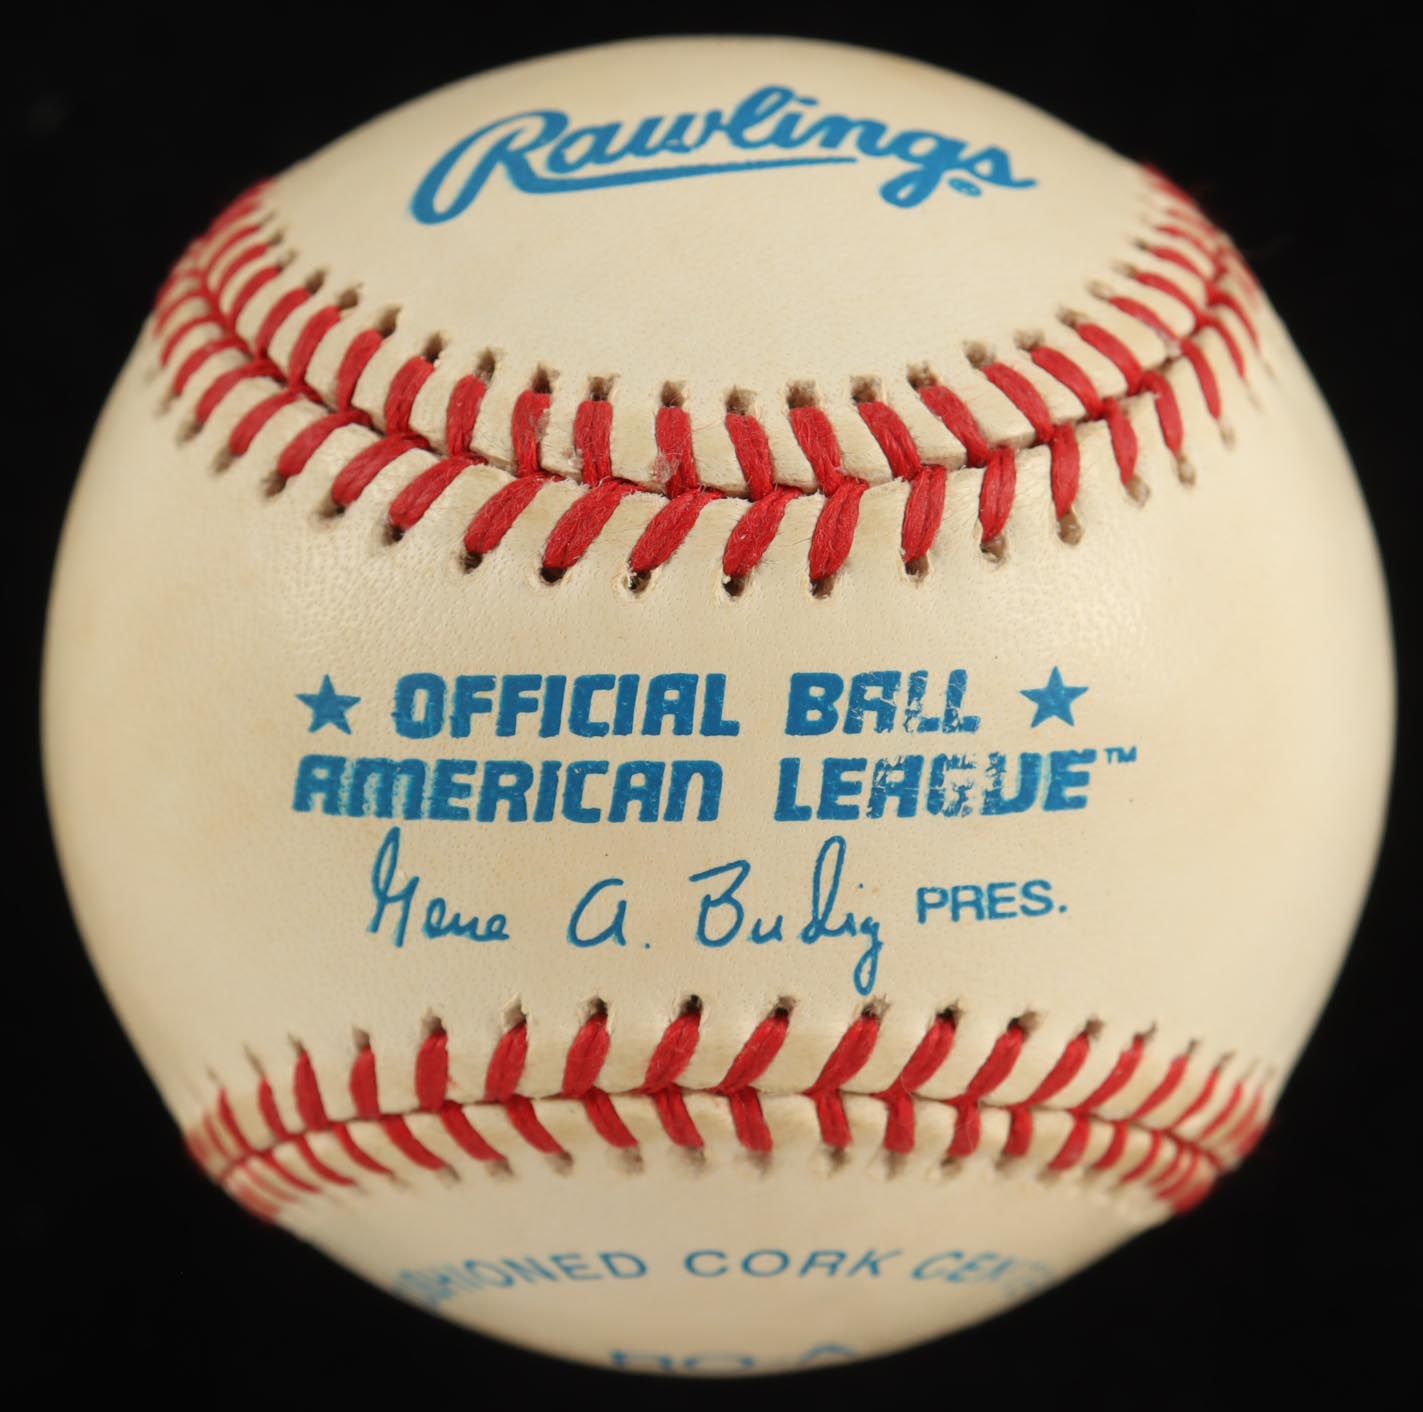 Rawlings
★ OFFICIAL BALL ★
AMERICAN LEAGUE™
Gene A. Budig PRES.
CORK